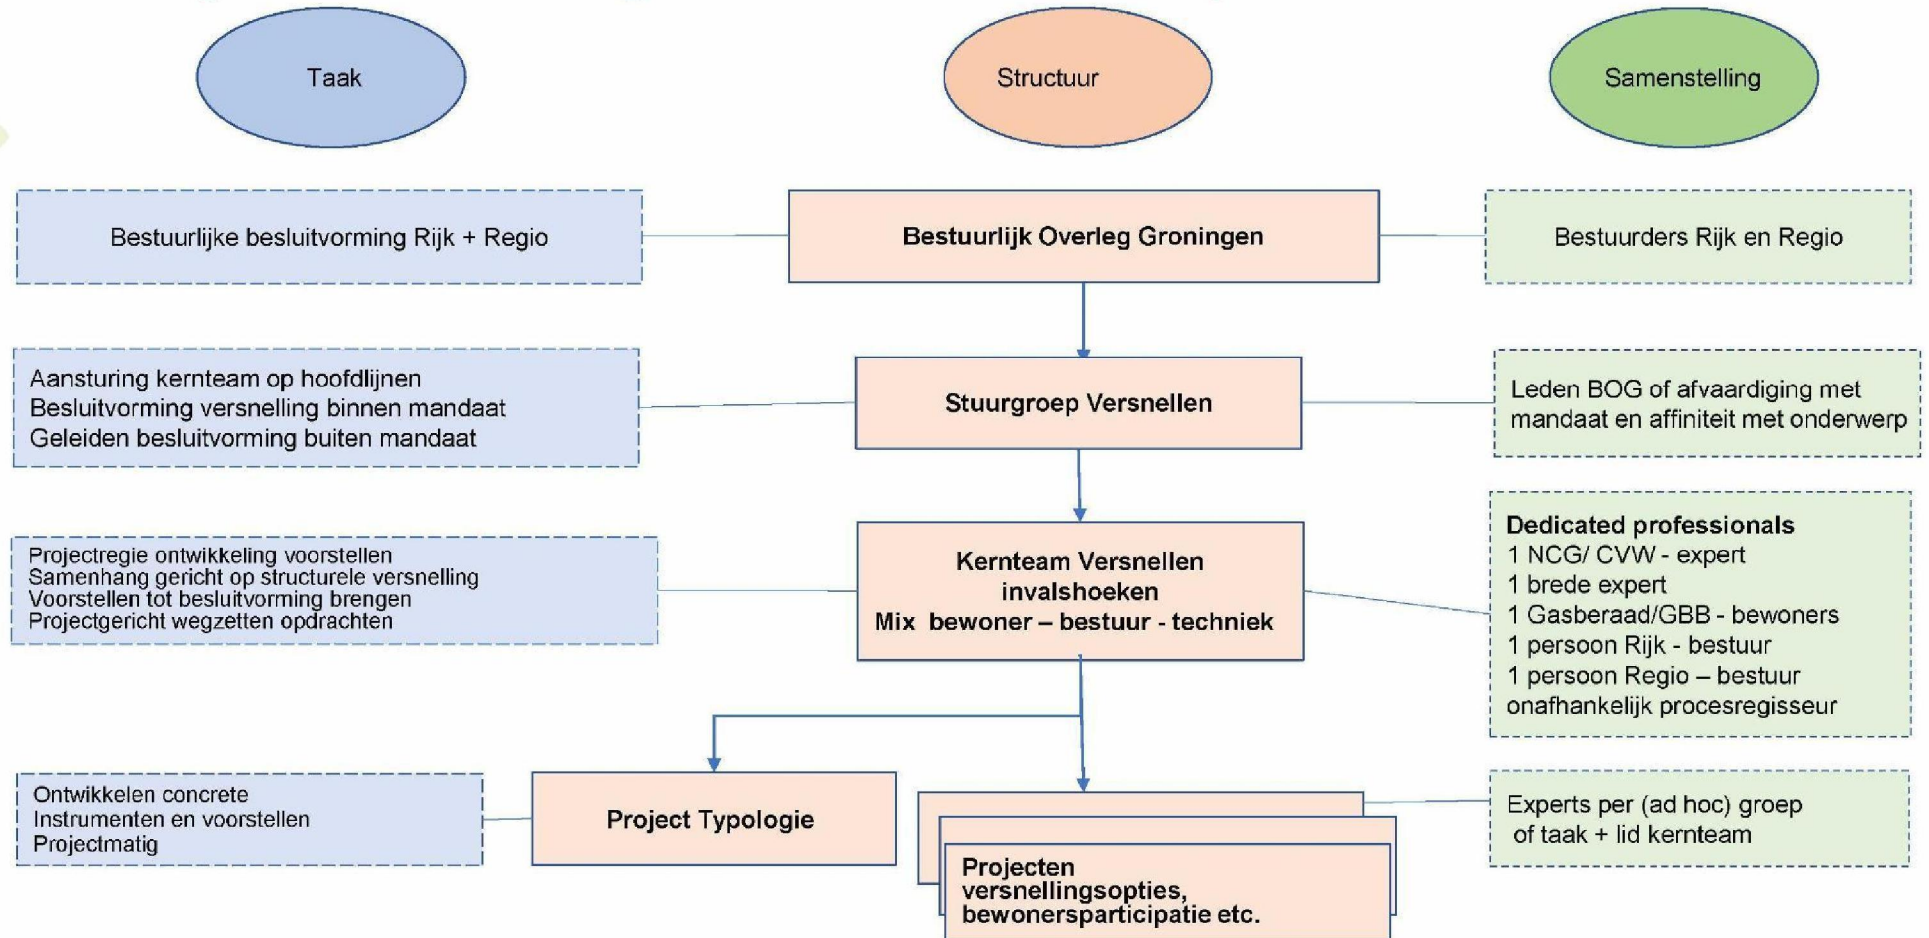 Taak
Structuur
Samenstelling
Bestuurlijke besluitvorming Rijk + Regio
Bestuurlijk Overleg Groningen
Bestuurders Rijk en Regio
Aansturing kernteam op hoofdlijnen
Besluitvorming versnelling binnen mandaat
Geleiden besluitvorming buiten mandaat
Stuurgroep Versnellen
Leden BOG of afvaardiging met
mandaat en affiniteit met onderwerp
Projectregie ontwikkeling voorstellen
Samenhang gericht op structurele versnelling
Voorstellen tot besluitvorming brengen
Projectgericht wegzetten opdrachten
Kernteam Versnellen
invalshoeken
Mix bewoner – bestuur - techniek
Dedicated professionals
1 NCG/ CVW - expert
1 brede expert
1 Gasberaad/GBB - bewoners
1 persoon Rijk - bestuur
1 persoon Regio – bestuur
onafhankelijk procesregisseur
Ontwikkelen concrete
Instrumenten en voorstellen
Projectmatig
Project Typologie
Projecten
versnellingsopties,
bewonersparticipatie etc.
Experts per (ad hoc) groep
of taak + lid kernteam